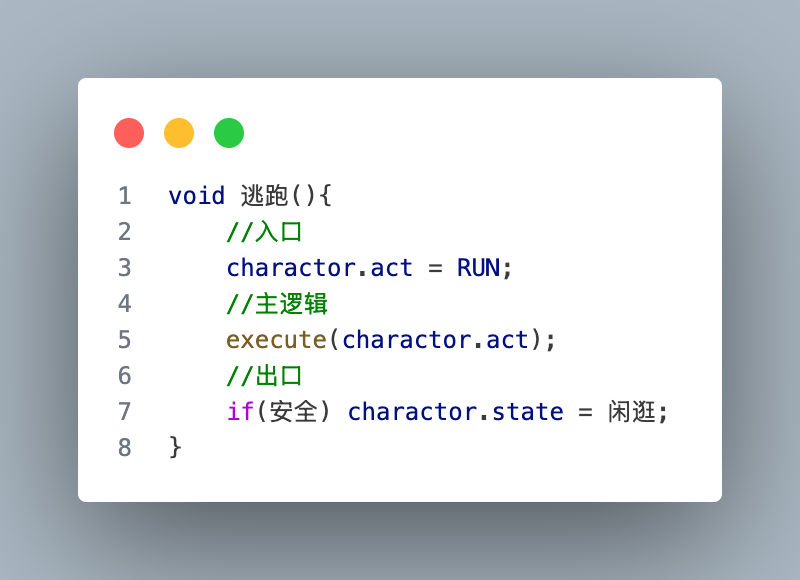 1 void 逃跑(){
2     //入口
3     charactor.act = RUN;
4     //主逻辑
5     execute(charactor.act);
6     //出口
7     if(安全) charactor.state = 闲逛;
8 }